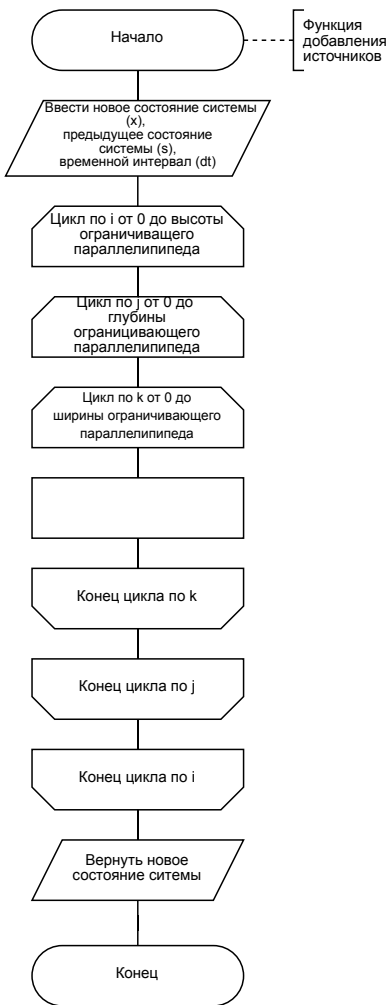 Начало
Функция
добавления
источников
Ввести новое состояние системы
(x),
предыдущее состояние
системы (s),
временной интервал (dt)
Цикл по i от 0 до высоты
ограничиващего
параллелипипеда
Цикл по j от 0 до
глубины
ограницивающего
параллелипипеда
Цикл по k от 0 до
ширины ограничивающего
параллелипипеда
Конец цикла по k
Конец цикла по j
Конец цикла по i
Вернуть новое
состояние ситемы
Конец